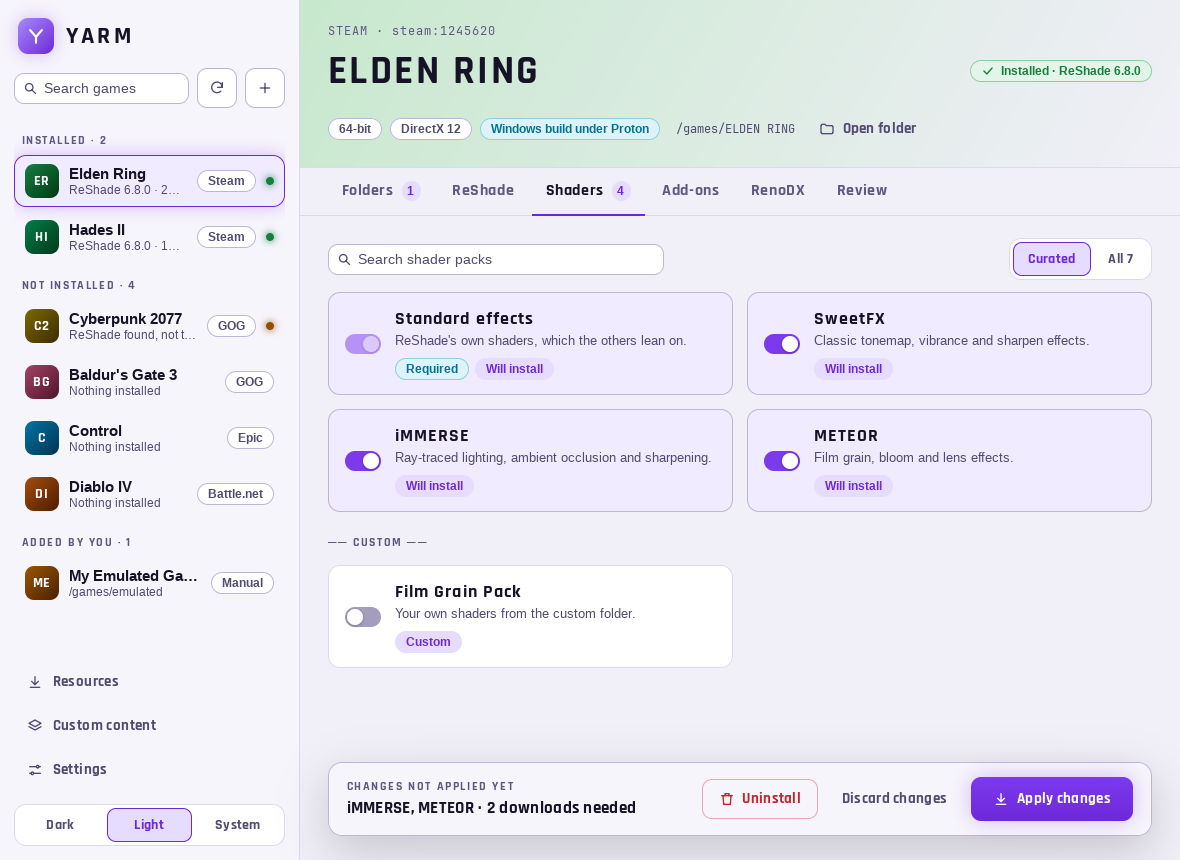 YARM
Search games
INSTALLED · 2
ER
Elden Ring
ReShade 6.8.0 · 2…
Steam
HI
Hades II
ReShade 6.8.0 · 1…
Steam
NOT INSTALLED · 4
C2
Cyberpunk 2077
ReShade found, not t…
GOG
BG
Baldur's Gate 3
Nothing installed
GOG
C
Control
Nothing installed
Epic
DI
Diablo IV
Nothing installed
Battle.net
ADDED BY YOU · 1
ME
My Emulated Ga…
/games/emulated
Manual
Resources
Custom content
Settings
Dark
Light
System
STEAM · steam:1245620
ELDEN RING
Installed · ReShade 6.8.0
64-bit
DirectX 12
Windows build under Proton
/games/ELDEN RING
Open folder
Folders 1
ReShade
Shaders 4
Add-ons
RenoDX
Review
Search shader packs
Curated
All 7
Standard effects
ReShade's own shaders, which the others lean on.
Required
Will install
SweetFX
Classic tonemap, vibrance and sharpen effects.
Will install
iMMERSE
Ray-traced lighting, ambient occlusion and sharpening.
Will install
METEOR
Film grain, bloom and lens effects.
Will install
—— CUSTOM ——
Film Grain Pack
Your own shaders from the custom folder.
Custom
CHANGES NOT APPLIED YET
iMMERSE, METEOR · 2 downloads needed
Uninstall
Discard changes
Apply changes